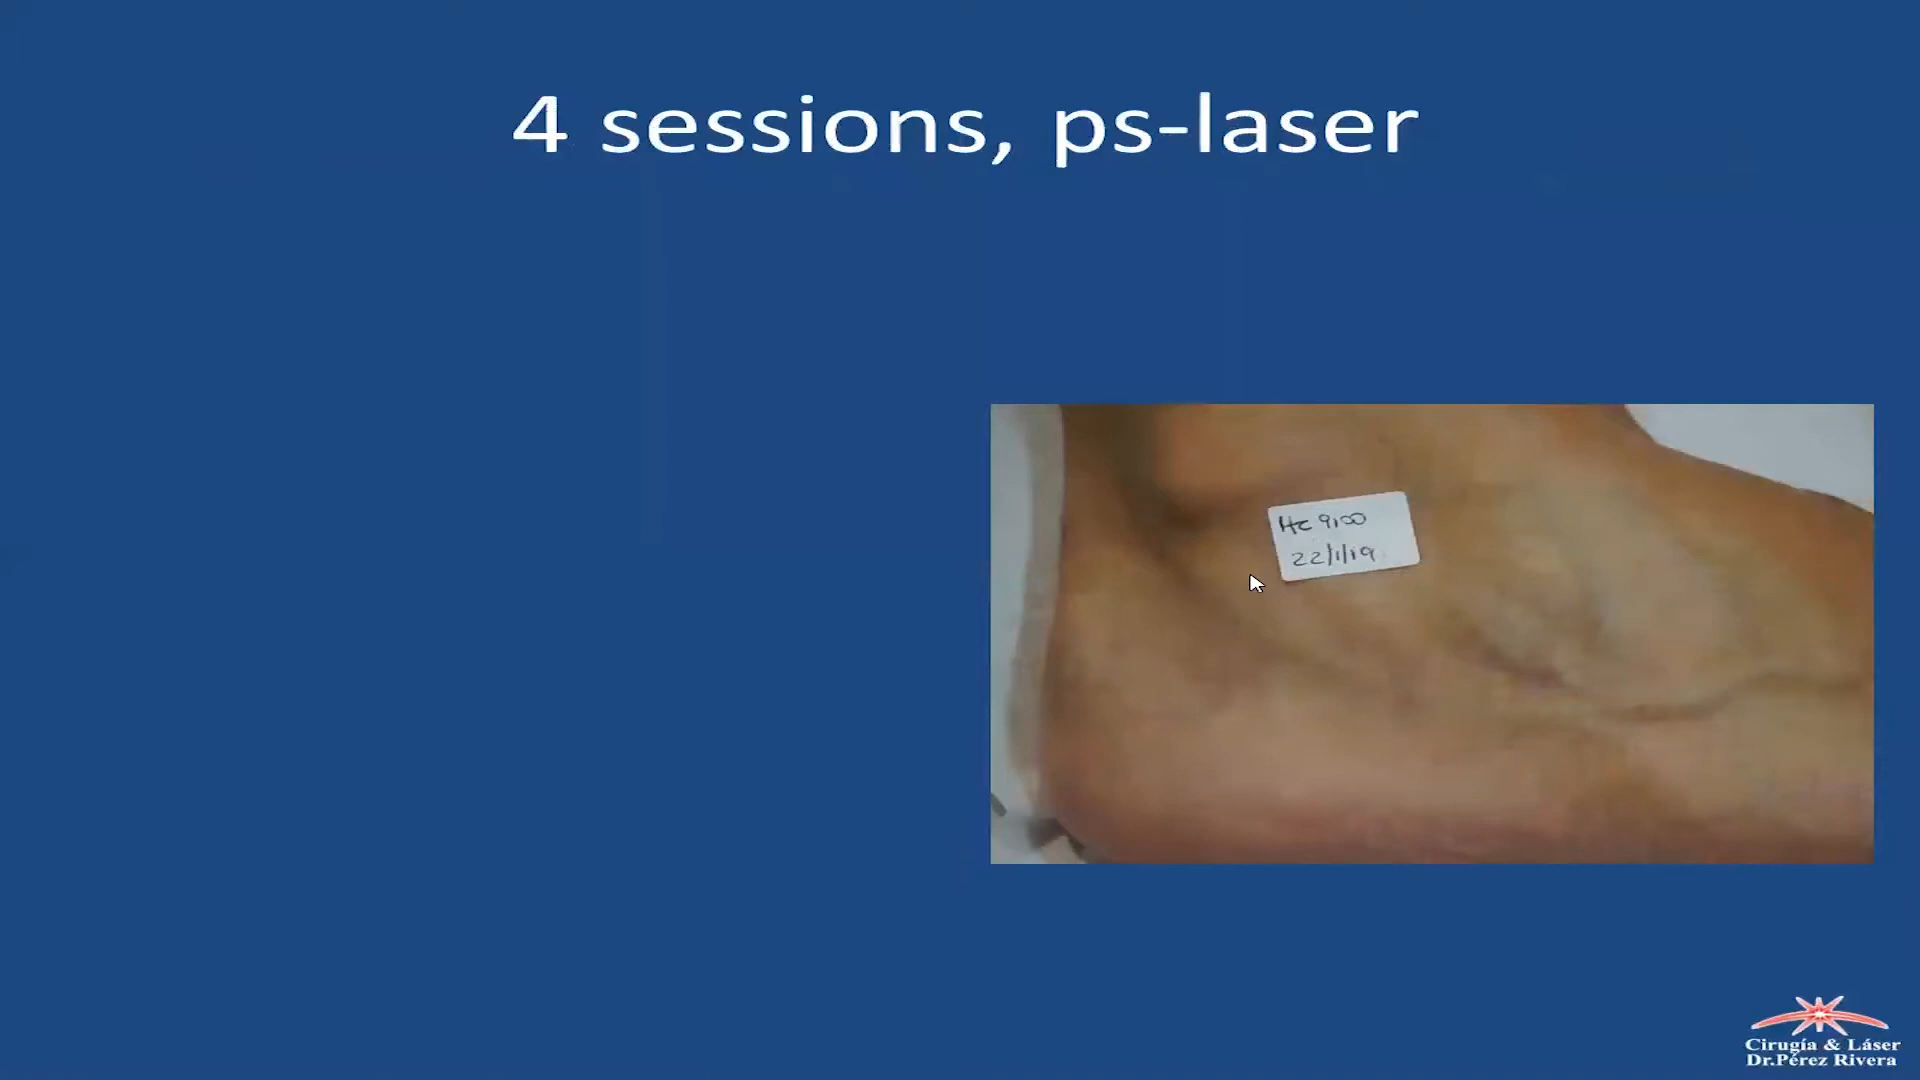 4 sessions, ps-laser
Hc 9100
22/1/19
Cirugía & Láser
Dr.Pérez Rivera